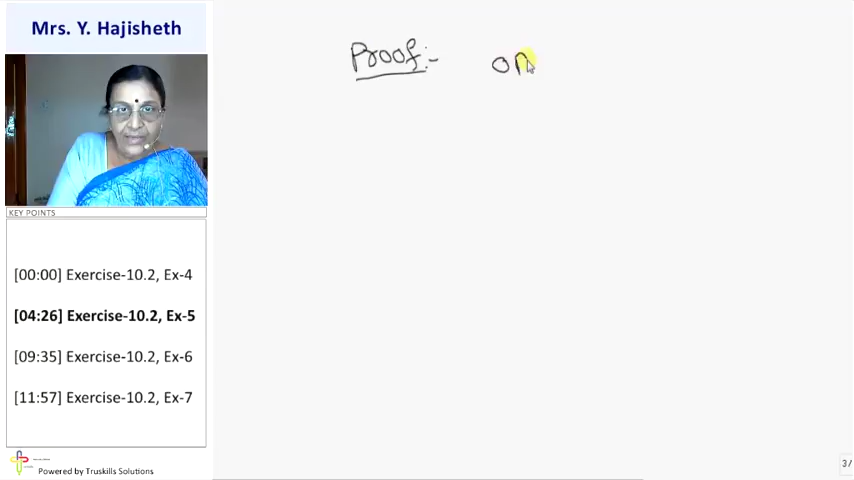 Mrs. Y. Hajisheth
Proof:- on
KEY POINTS
[00:00] Exercise-10.2, Ex-4
[04:26] Exercise-10.2, Ex-5
[09:35] Exercise-10.2, Ex-6
[11:57] Exercise-10.2, Ex-7
Powered by Truskills Solutions
3/